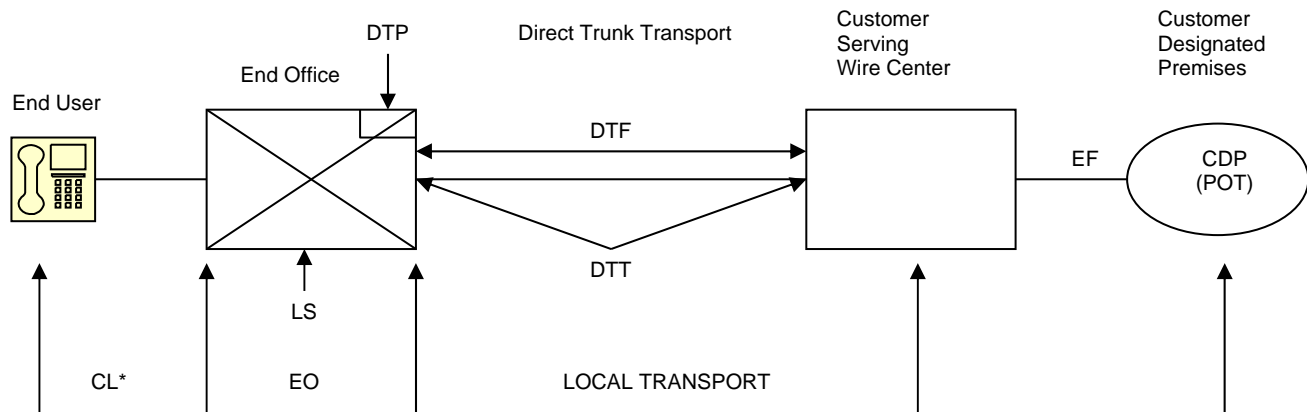 DTP
Direct Trunk Transport
Customer
Serving
Wire Center
Customer
Designated
Premises
End Office
End User
DTF
EF
CDP
(POT)
DTT
LS
CL*
EO
LOCAL TRANSPORT